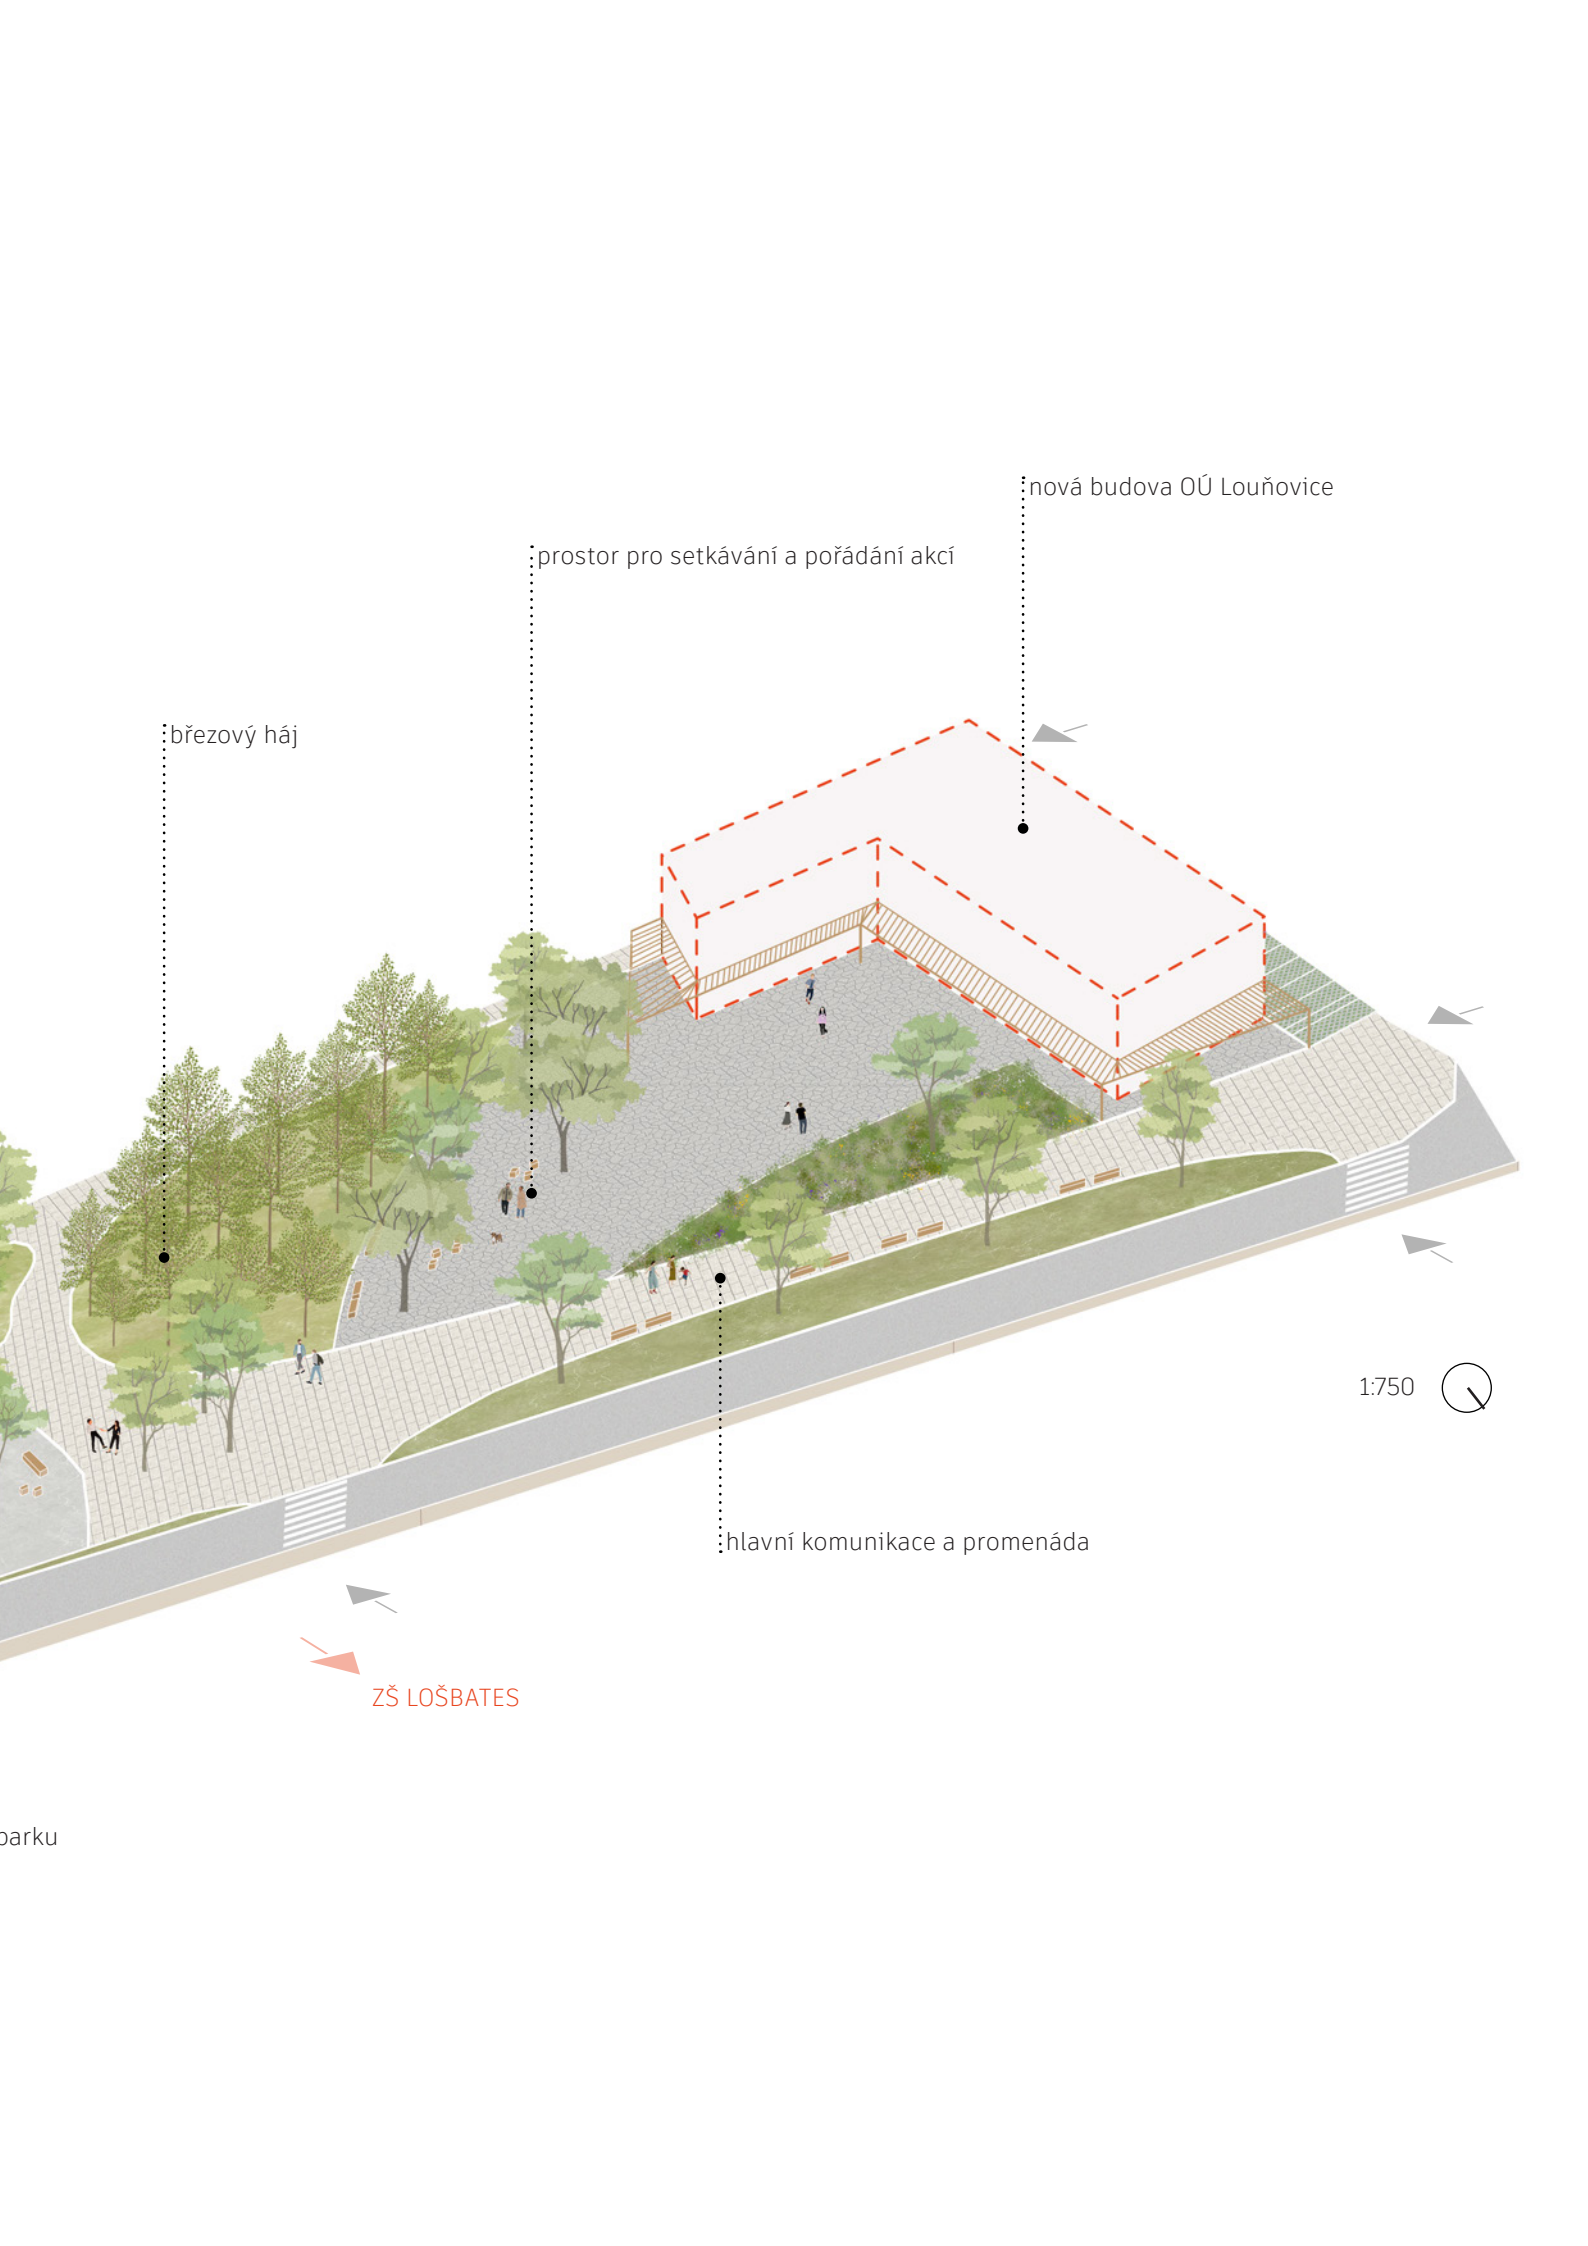 nová budova OÚ Louňovice
prostor pro setkávání a pořádání akcí
březový háj
1:750
hlavní komunikace a promenáda
ZŠ LOŠBATES
parku